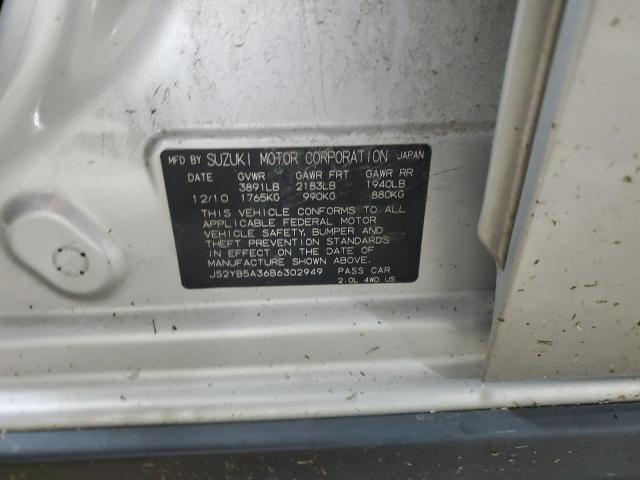 MFD BY SUZUKI MOTOR CORPORATION JAPAN
DATE GVWR GAWR FRT GAWR RR
3891LB 2183LB 1940LB
12/10 1765KG 990KG 880KG
THIS VEHICLE CONFORMS TO ALL
APPLICABLE FEDERAL MOTOR
VEHICLE SAFETY, BUMPER AND
THEFT PREVENTION STANDARDS
IN EFFECT ON THE DATE OF
MANUFACTURE SHOWN ABOVE.
JS2YB5A36B6302949 PASS CAR
2.0L 4WD US